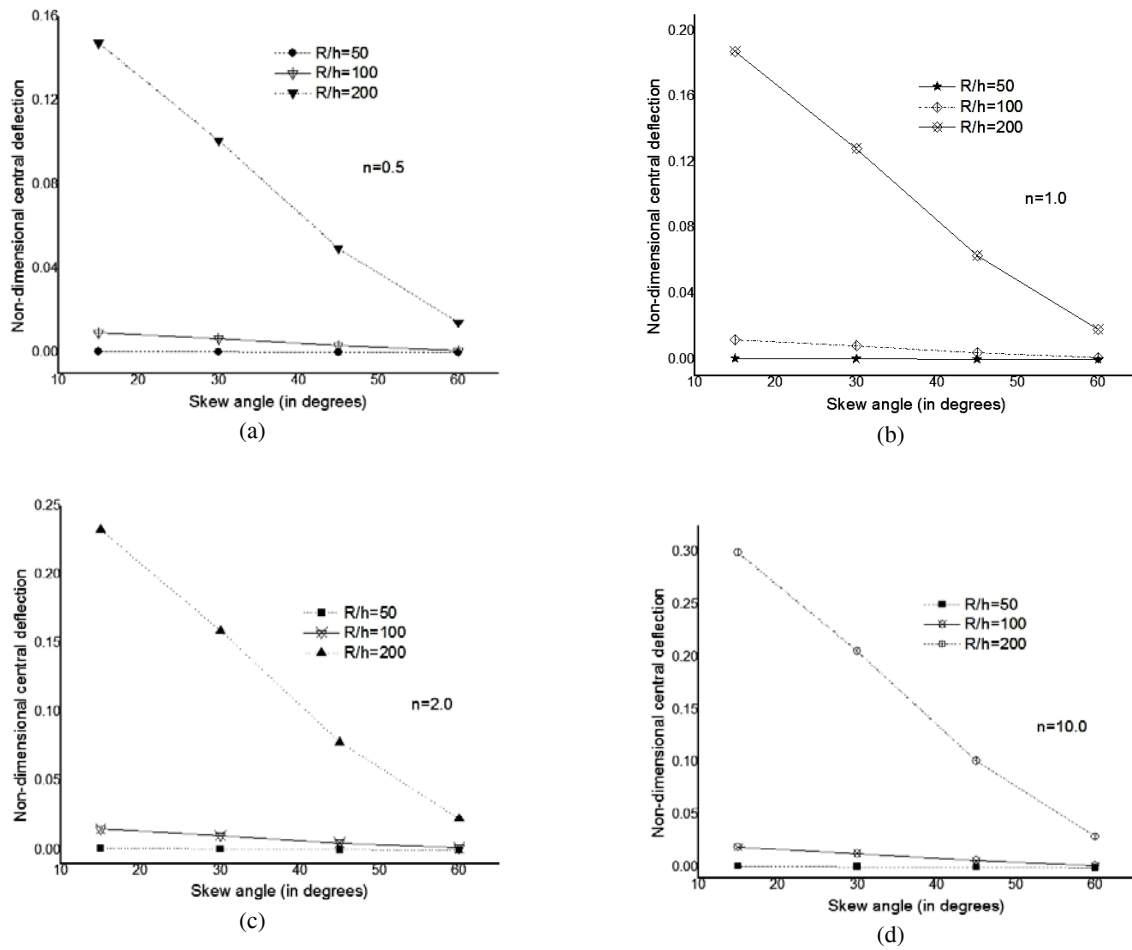 0.16
0.12
0.08
0.04
0.00
Non-dimensional central deflection
R/h=50
R/h=100
R/h=200
n=0.5
10 20 30 40 50 60
Skew angle (in degrees)
(a)
0.20
0.16
0.12
0.08
0.04
0.00
Non-dimensional central deflection
R/h=50
R/h=100
R/h=200
n=1.0
10 20 30 40 50 60
Skew angle (in degrees)
(b)
0.25
0.20
0.15
0.10
0.05
0.00
Non-dimensional central deflection
R/h=50
R/h=100
R/h=200
n=2.0
10 20 30 40 50 60
Skew angle (in degrees)
(c)
0.30
0.25
0.20
0.15
0.10
0.05
0.00
Non-dimensional central deflection
R/h=50
R/h=100
R/h=200
n=10.0
10 20 30 40 50 60
Skew angle (in degrees)
(d)